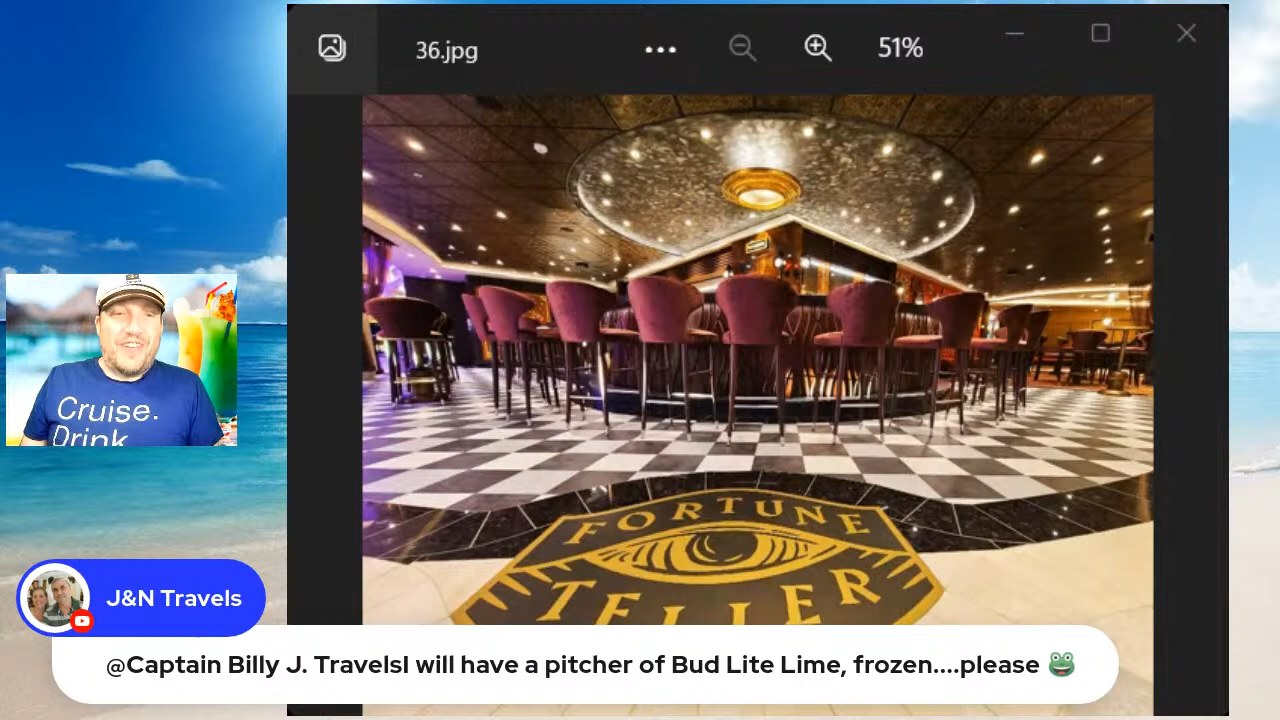 36.jpg
51%
Cruise.
Drink
FORTUNE
TELLER
J&N Travels
@Captain Billy J. TravelsI will have a pitcher of Bud Lite Lime, frozen....please 🐸